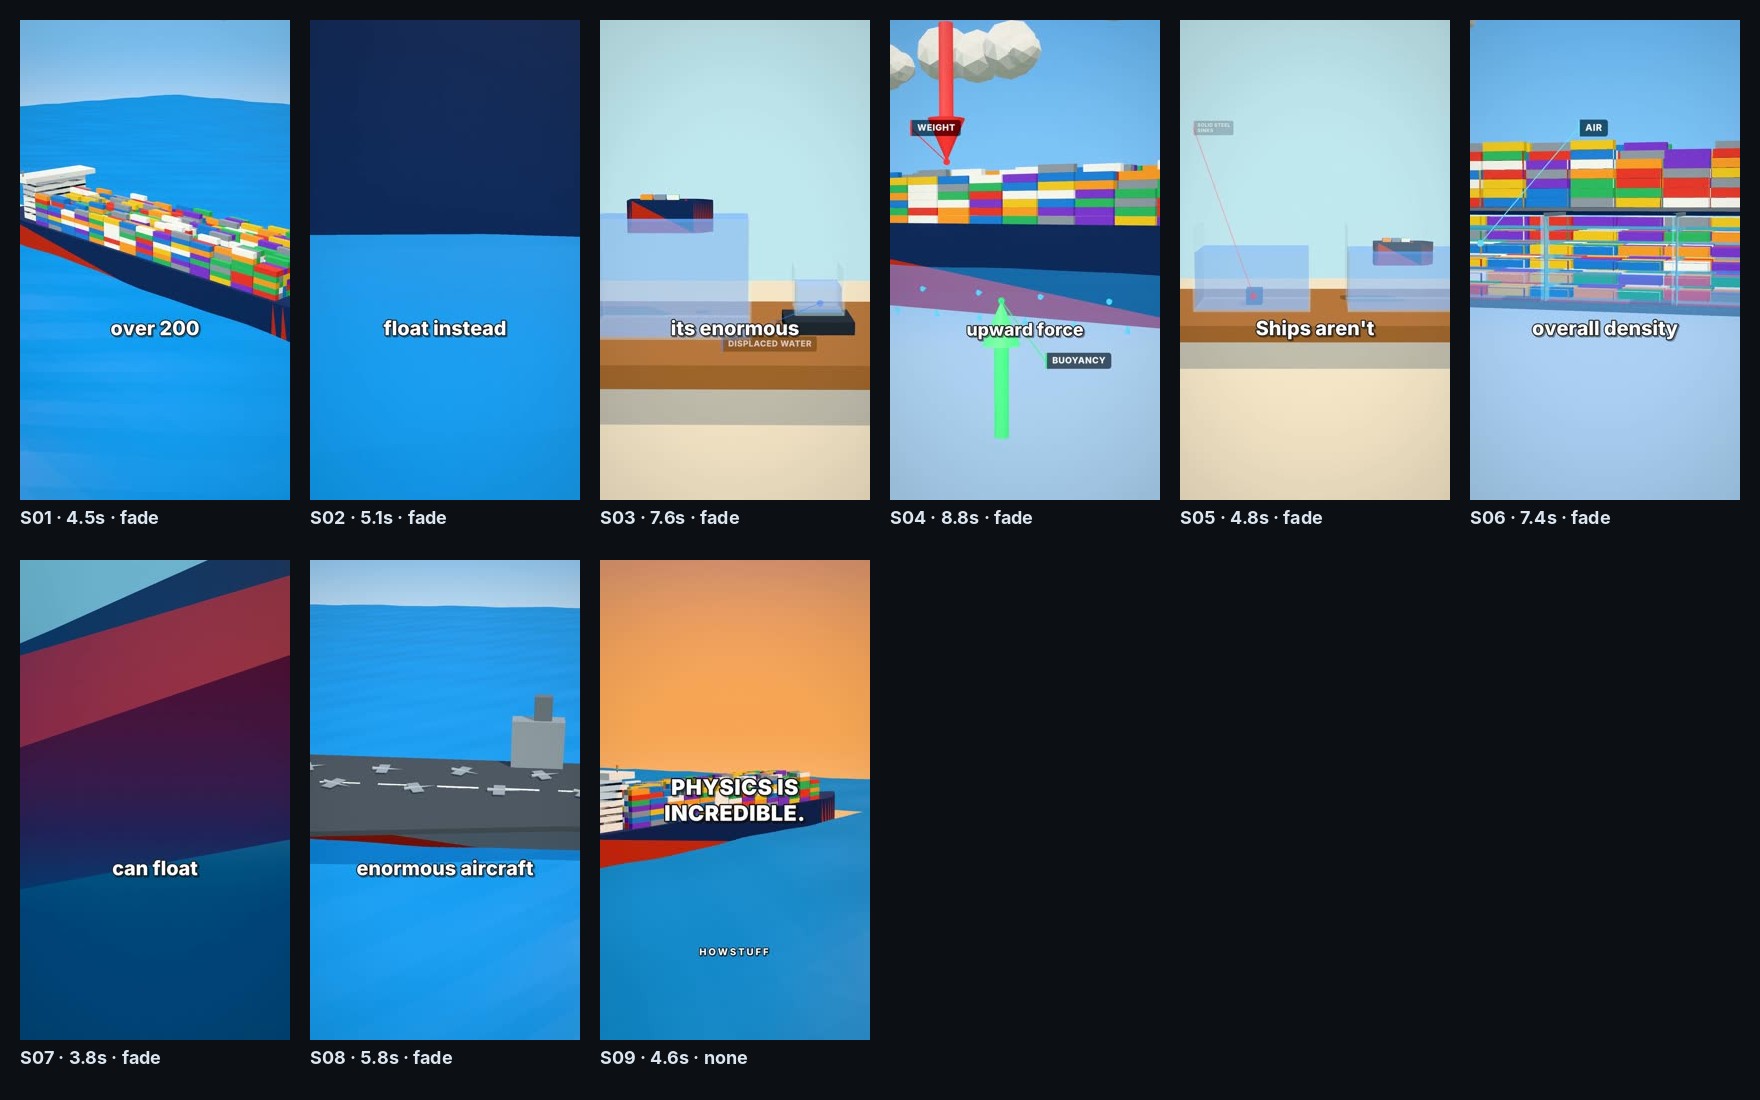 over 200
float instead
its enormous
DISPLACED WATER
WEIGHT
upward force
BUOYANCY
SOLID STEEL
SINKS
Ships aren't
AIR
overall density
S01 · 4.5s · fade
S02 · 5.1s · fade
S03 · 7.6s · fade
S04 · 8.8s · fade
S05 · 4.8s · fade
S06 · 7.4s · fade
can float
enormous aircraft
PHYSICS IS
INCREDIBLE.
HOWSTUFF
S07 · 3.8s · fade
S08 · 5.8s · fade
S09 · 4.6s · none